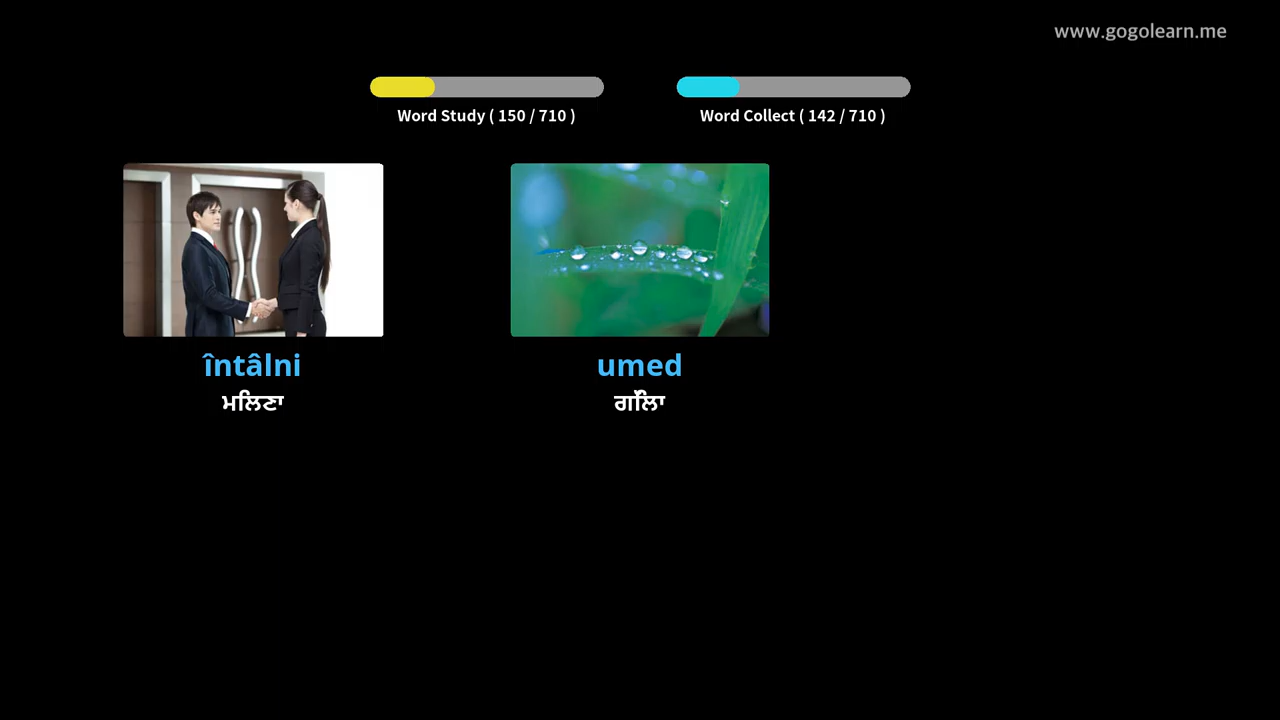 www.gogolearn.me
Word Study ( 150 / 710 )
Word Collect ( 142 / 710 )
întâlni
umed
ਮਿਲਣਾ
ਗਿੱਲਾ